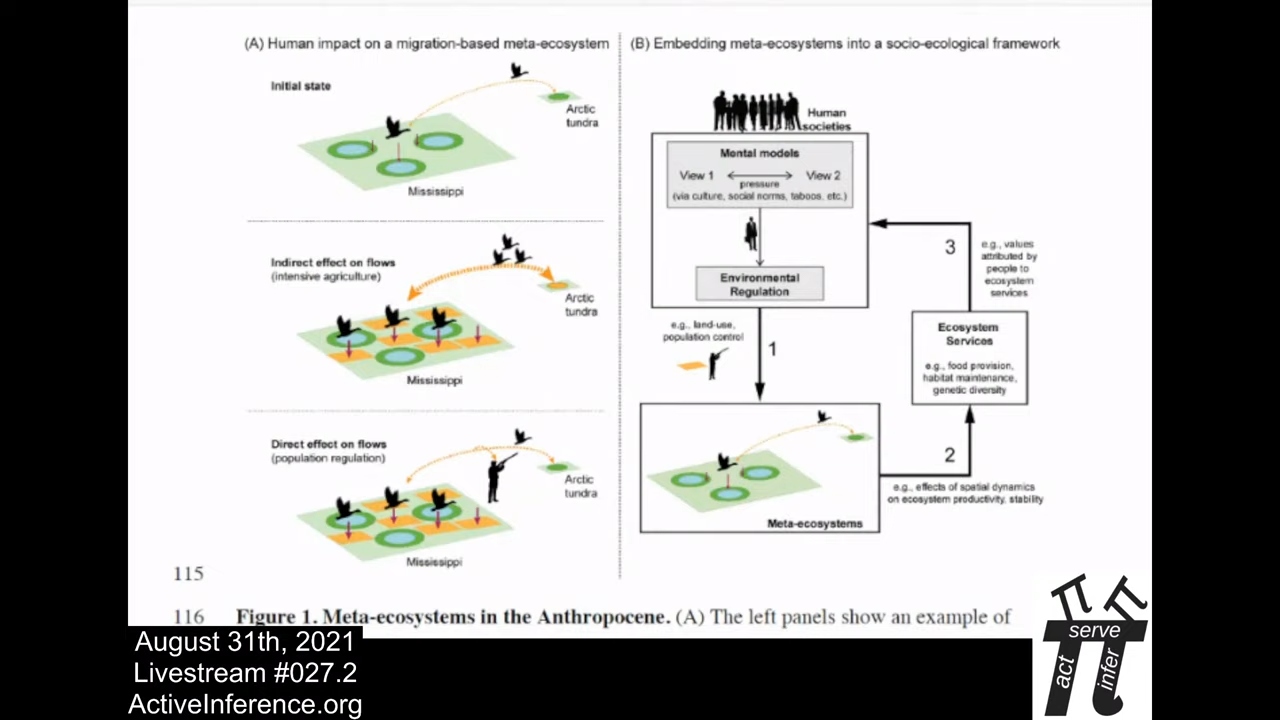 (A) Human impact on a migration-based meta-ecosystem
Initial state
Arctic
tundra
Mississippi
Indirect effect on flows
(intensive agriculture)
Arctic
tundra
Mississippi
Direct effect on flows
(population regulation)
Arctic
tundra
Mississippi
(B) Embedding meta-ecosystems into a socio-ecological framework
Human
societies
Mental models
View 1
View 2
pressure
(via culture, social norms, taboos, etc.)
Environmental
Regulation
e.g., land-use,
population control
1
Meta-ecosystems
2
e.g., effects of spatial dynamics
on ecosystem productivity, stability
Ecosystem
Services
e.g., food provision,
habitat maintenance,
genetic diversity
3
e.g., values
attributed by
people to
ecosystem
services
115
116 Figure 1. Meta-ecosystems in the Anthropocene. (A) The left panels show an example of
August 31th, 2021
Livestream #027.2
ActiveInference.org
π π
serve
π
act
infer